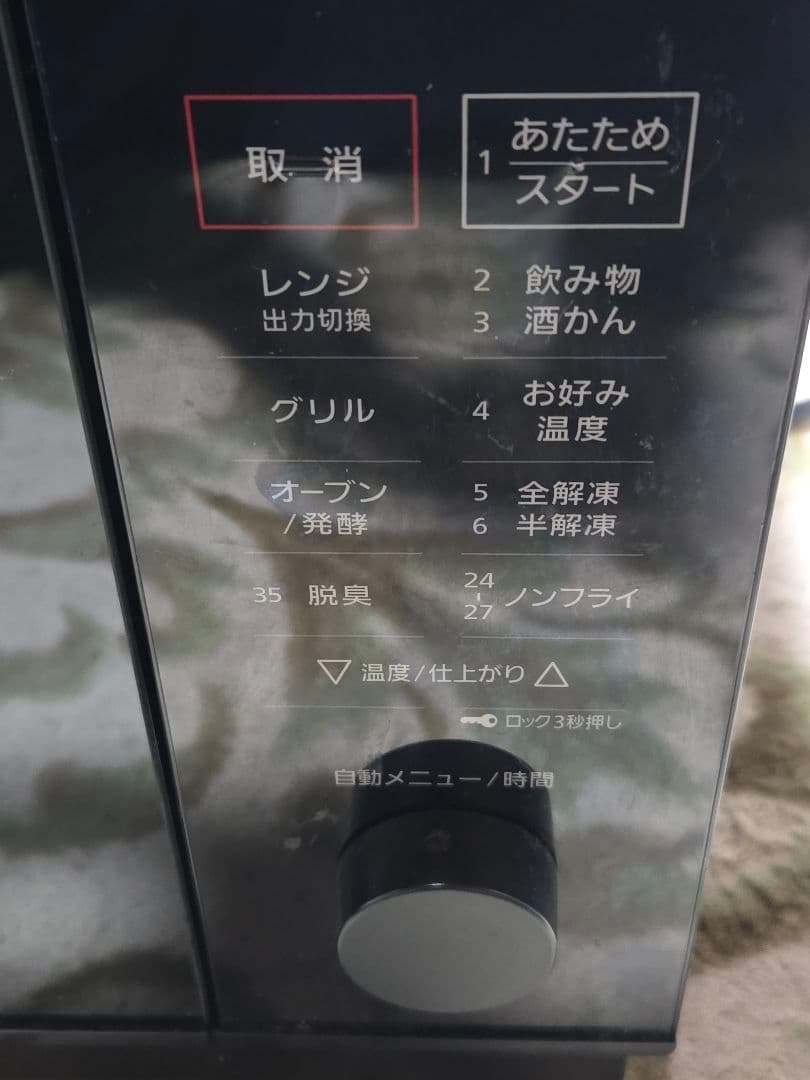 取消
1 あたため
スタート
レンジ
出力切換
2 飲み物
3 酒かん
グリル
4 お好み
温度
オーブン
/発酵
5 全解凍
6 半解凍
35 脱臭
24-27 ノンフライ
▽ 温度/仕上がり △
ロック3秒押し
自動メニュー/時間